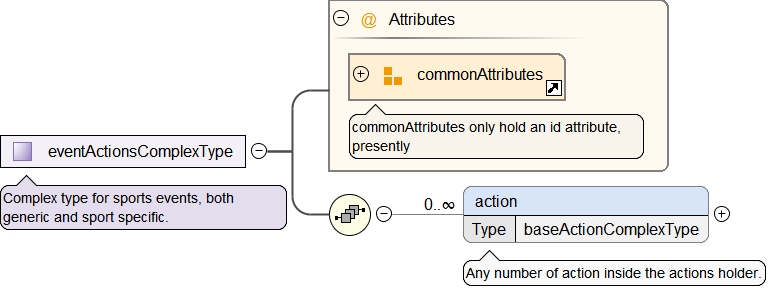 @ Attributes
commonAttributes
commonAttributes only hold an id attribute,
presently
eventActionsComplexType
Complex type for sports events, both
generic and sport specific.
0..∞
action
Type baseActionComplexType
Any number of action inside the actions holder.